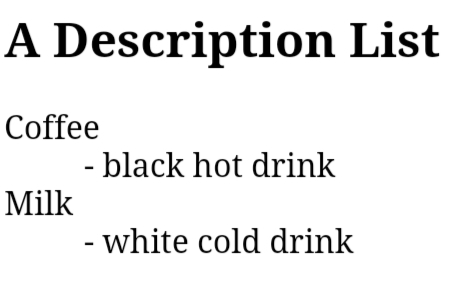 A Description List
Coffee
- black hot drink
Milk
- white cold drink